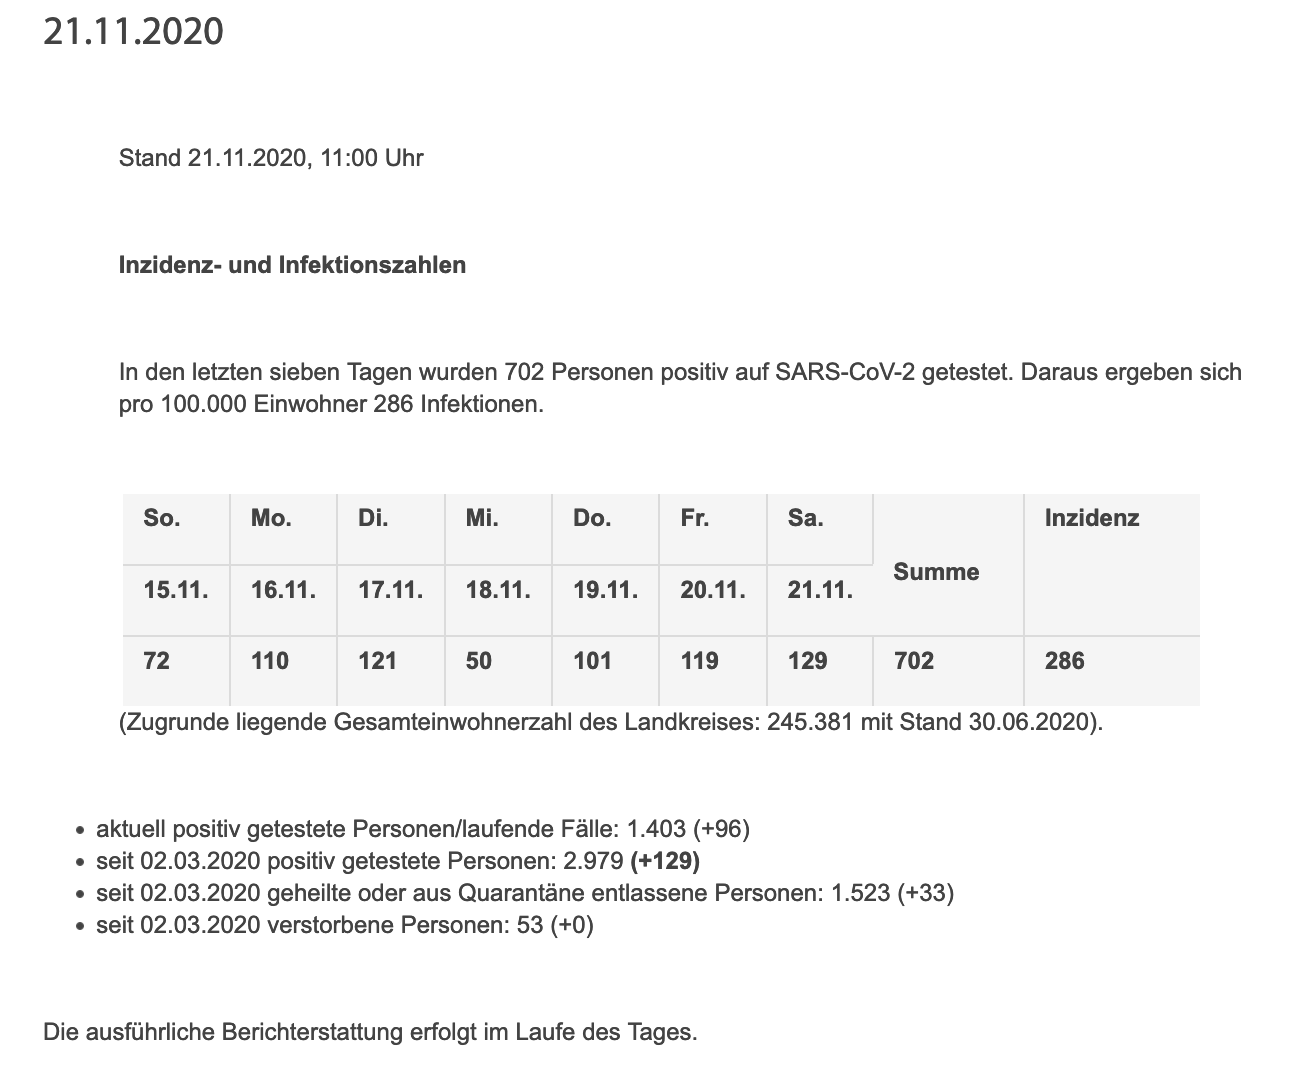 21.11.2020
Stand 21.11.2020, 11:00 Uhr
Inzidenz- und Infektionszahlen
In den letzten sieben Tagen wurden 702 Personen positiv auf SARS-CoV-2 getestet. Daraus ergeben sich
pro 100.000 Einwohner 286 Infektionen.
So. Mo. Di. Mi. Do. Fr. Sa. Summe Inzidenz
15.11. 16.11. 17.11. 18.11. 19.11. 20.11. 21.11.
72 110 121 50 101 119 129 702 286
(Zugrunde liegende Gesamteinwohnerzahl des Landkreises: 245.381 mit Stand 30.06.2020).
• aktuell positiv getestete Personen/laufende Fälle: 1.403 (+96)
• seit 02.03.2020 positiv getestete Personen: 2.979 (+129)
• seit 02.03.2020 geheilte oder aus Quarantäne entlassene Personen: 1.523 (+33)
• seit 02.03.2020 verstorbene Personen: 53 (+0)
Die ausführliche Berichterstattung erfolgt im Laufe des Tages.